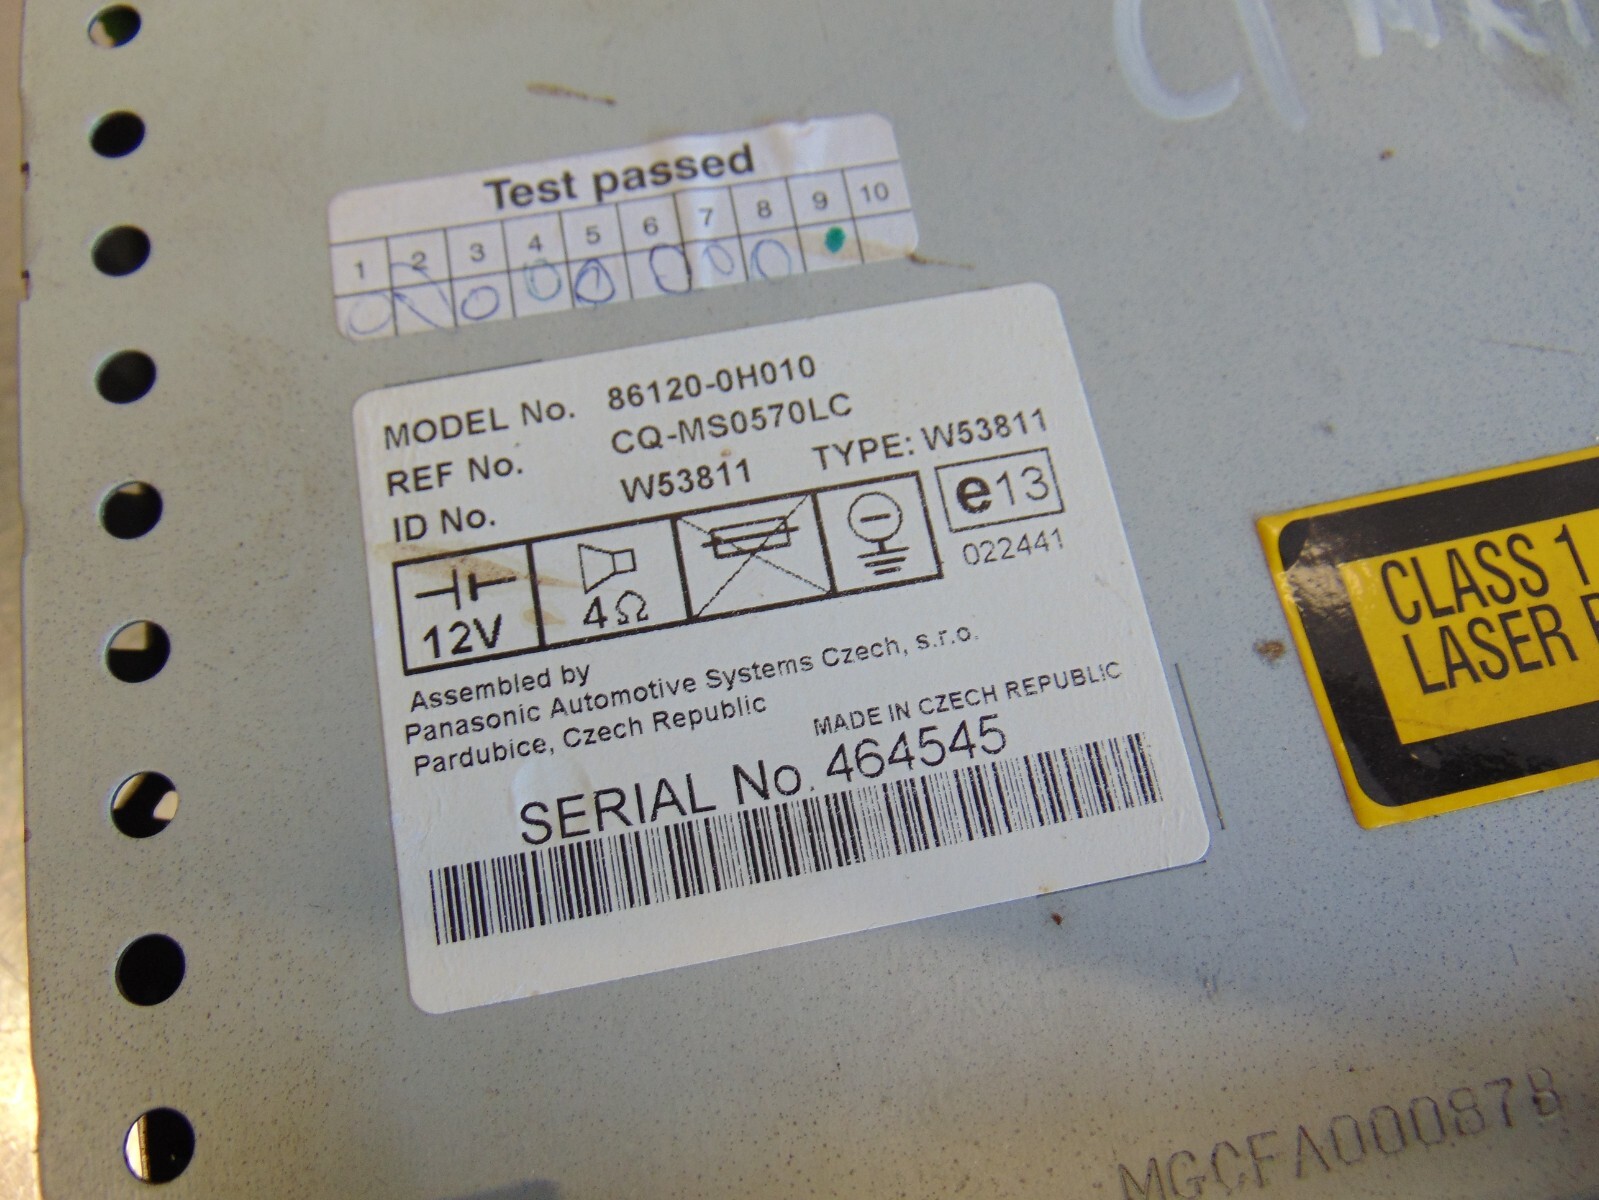 Test passed
1 2 3 4 5 6 7 8 9 10
MODEL No. 86120-0H010
REF No. CQ-MS0570LC
ID No. W53811 TYPE: W53811
12V 4Ω e13
022441
Assembled by
Panasonic Automotive Systems Czech, s.r.o.
Pardubice, Czech Republic
MADE IN CZECH REPUBLIC
SERIAL No. 464545
CLASS 1
LASER
MGCFA000878